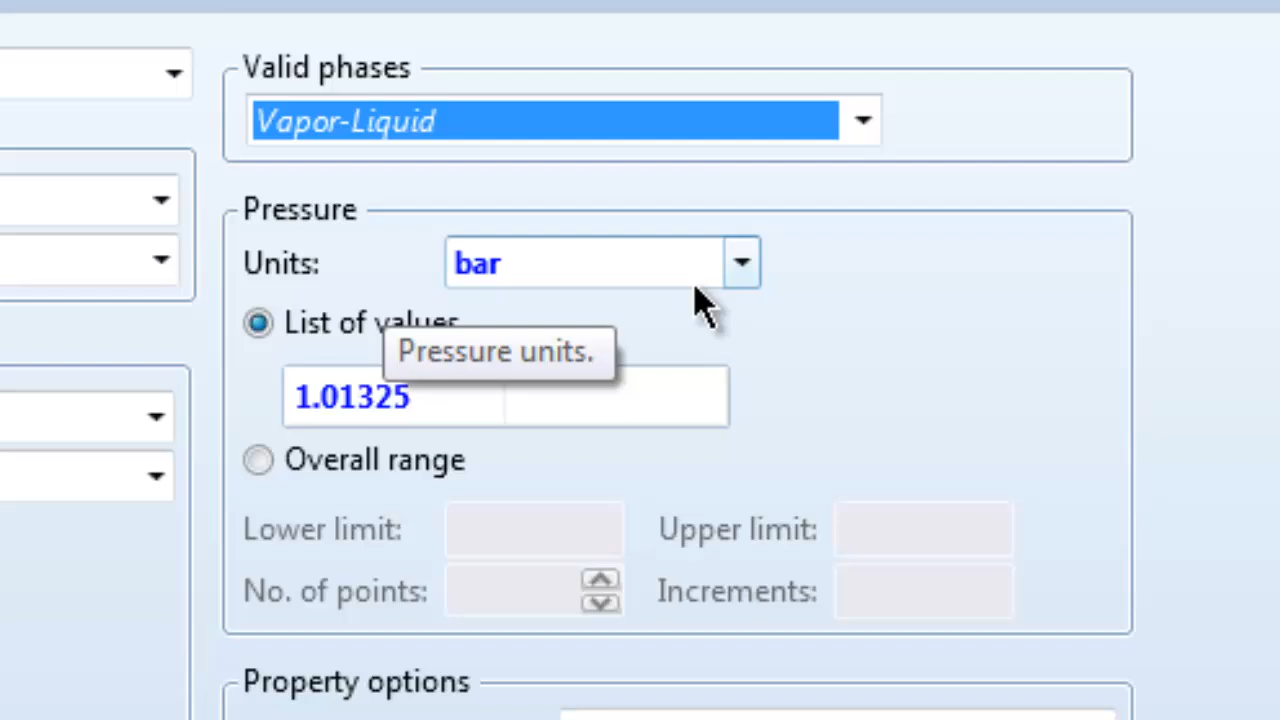 Valid phases
Vapor-Liquid
Pressure
Units: bar
List of values
Pressure units.
1.01325
Overall range
Lower limit: Upper limit:
No. of points: Increments:
Property options